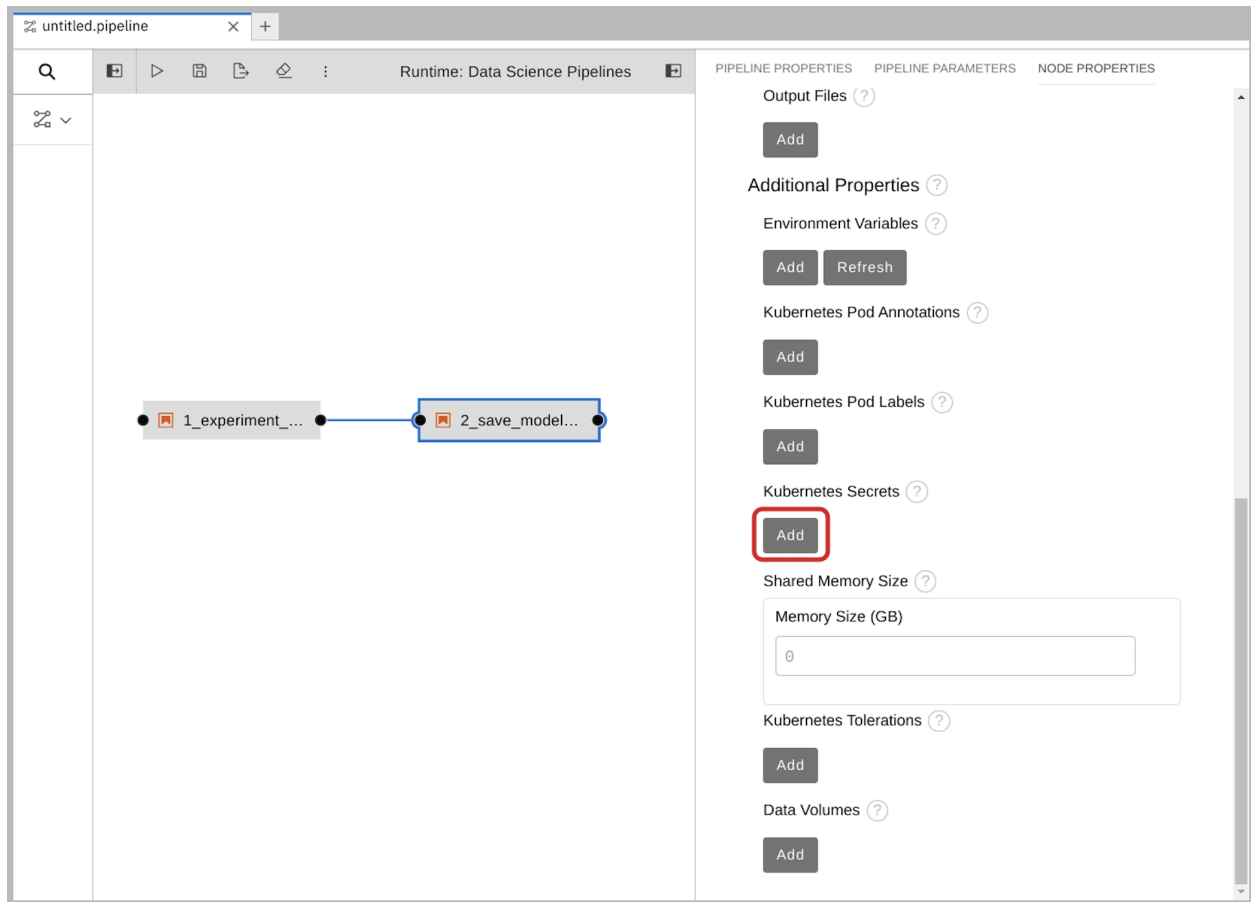 untitled.pipeline
Runtime: Data Science Pipelines
1_experiment_...
2_save_model...
PIPELINE PROPERTIES PIPELINE PARAMETERS NODE PROPERTIES
Output Files ?
Add
Additional Properties ?
Environment Variables ?
Add Refresh
Kubernetes Pod Annotations ?
Add
Kubernetes Pod Labels ?
Add
Kubernetes Secrets ?
Add
Shared Memory Size ?
Memory Size (GB)
0
Kubernetes Tolerations ?
Add
Data Volumes ?
Add